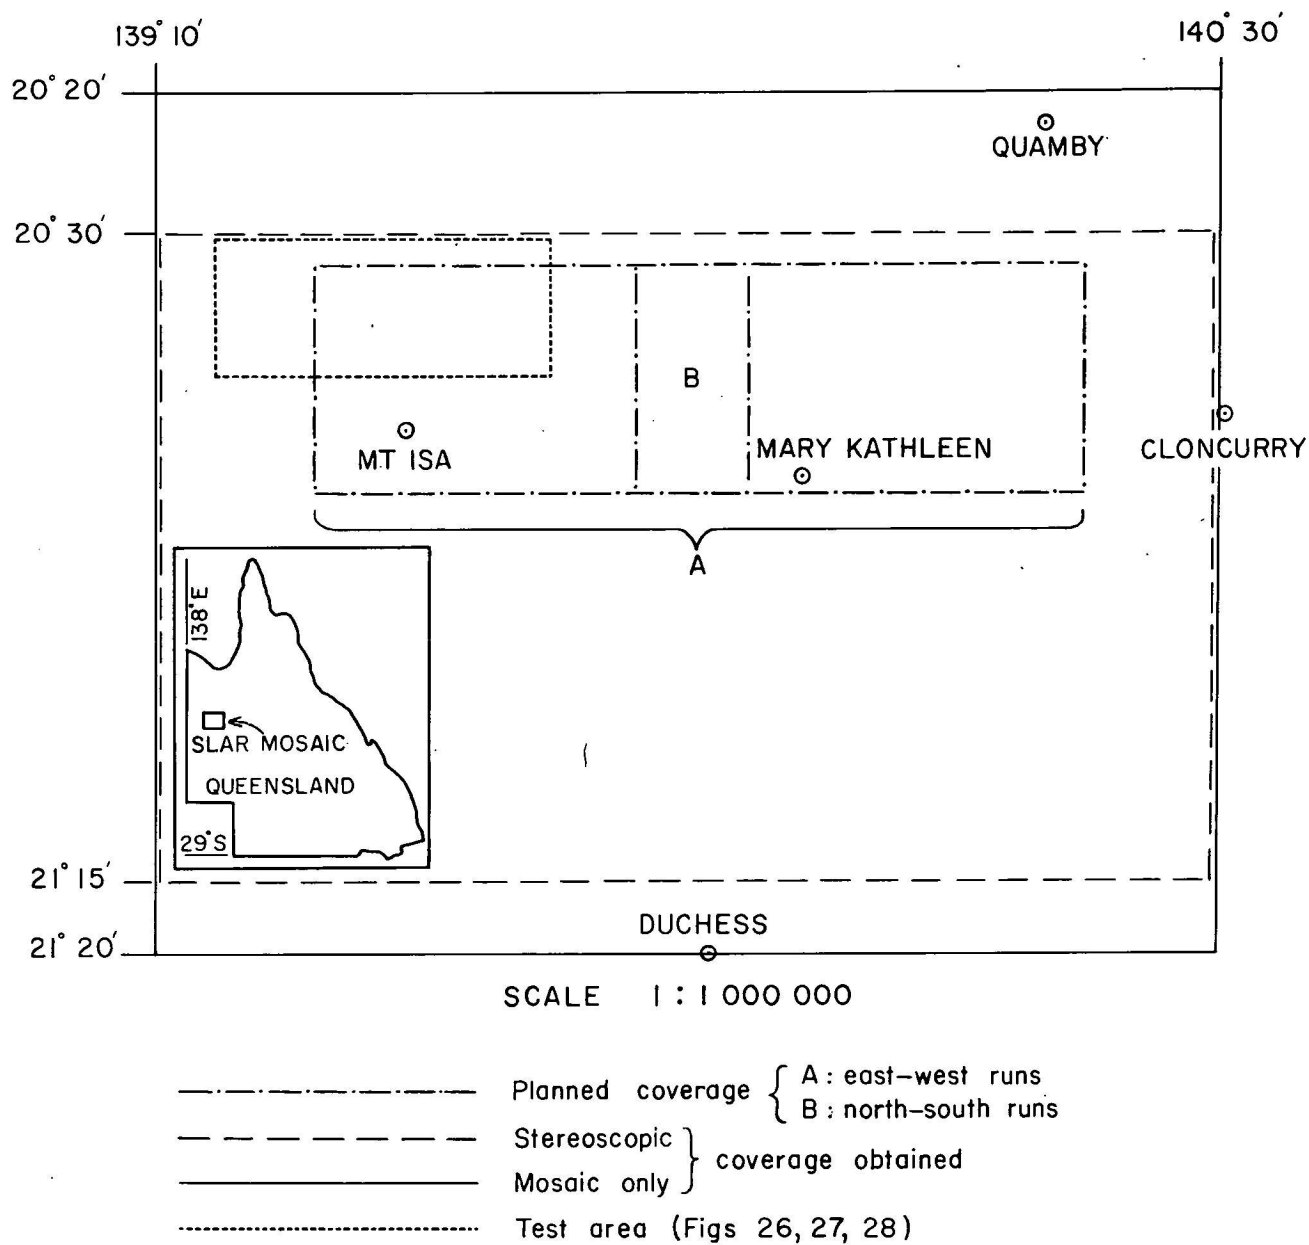 139° 10′
140° 30′
20° 20′
QUAMBY
20° 30′
B
MT ISA
MARY KATHLEEN
CLONCURRY
A
138°E
SLAR MOSAIC
QUEENSLAND
29°S
21° 15′
DUCHESS
21° 20′
SCALE 1 : 1 000 000
Planned coverage { A : east–west runs
B : north–south runs
Stereoscopic
Mosaic only } coverage obtained
Test area (Figs 26, 27, 28)